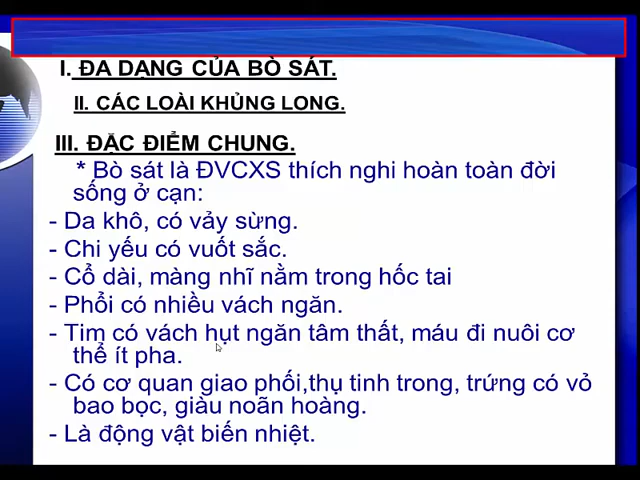 I. ĐA DẠNG CỦA BÒ SÁT.
II. CÁC LOÀI KHỦNG LONG.
III. ĐẶC ĐIỂM CHUNG.
* Bò sát là ĐVCXS thích nghi hoàn toàn đời
sống ở cạn:
- Da khô, có vảy sừng.
- Chi yếu có vuốt sắc.
- Cổ dài, màng nhĩ nằm trong hốc tai
- Phổi có nhiều vách ngăn.
- Tim có vách hụt ngăn tâm thất, máu đi nuôi cơ
thể ít pha.
- Có cơ quan giao phối,thụ tinh trong, trứng có vỏ
bao bọc, giàu noãn hoàng.
- Là động vật biến nhiệt.